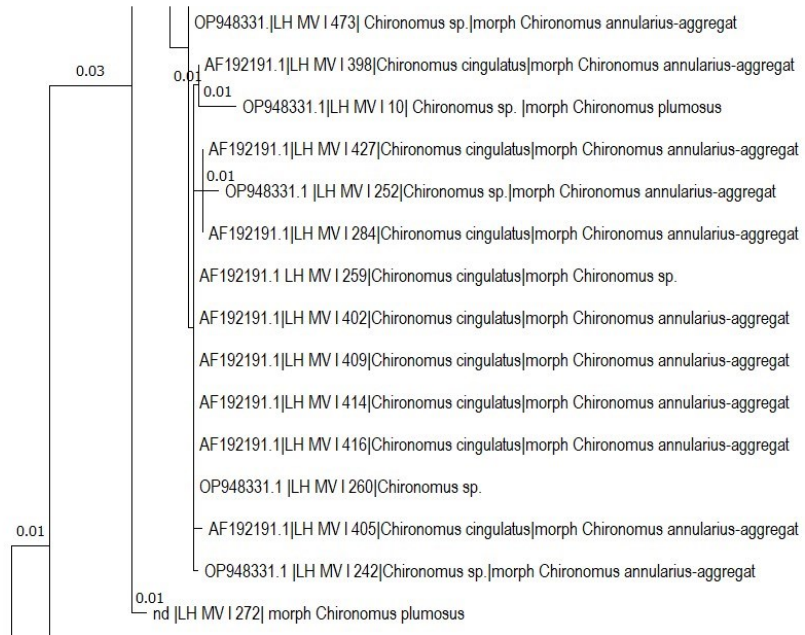 OP948331.|LH MV I 473| Chironomus sp.|morph Chironomus annularius-aggregat
0.03
0.01
AF192191.1|LH MV I 398|Chironomus cingulatus|morph Chironomus annularius-aggregat
0.01
OP948331.1|LH MV I 10| Chironomus sp. |morph Chironomus plumosus
AF192191.1|LH MV I 427|Chironomus cingulatus|morph Chironomus annularius-aggregat
0.01
OP948331.1 |LH MV I 252|Chironomus sp.|morph Chironomus annularius-aggregat
AF192191.1|LH MV I 284|Chironomus cingulatus|morph Chironomus annularius-aggregat
AF192191.1 LH MV I 259|Chironomus cingulatus|morph Chironomus sp.
AF192191.1|LH MV I 402|Chironomus cingulatus|morph Chironomus annularius-aggregat
AF192191.1|LH MV I 409|Chironomus cingulatus|morph Chironomus annularius-aggregat
AF192191.1|LH MV I 414|Chironomus cingulatus|morph Chironomus annularius-aggregat
AF192191.1|LH MV I 416|Chironomus cingulatus|morph Chironomus annularius-aggregat
OP948331.1 |LH MV I 260|Chironomus sp.
0.01
AF192191.1|LH MV I 405|Chironomus cingulatus|morph Chironomus annularius-aggregat
OP948331.1 |LH MV I 242|Chironomus sp.|morph Chironomus annularius-aggregat
0.01
nd |LH MV I 272| morph Chironomus plumosus